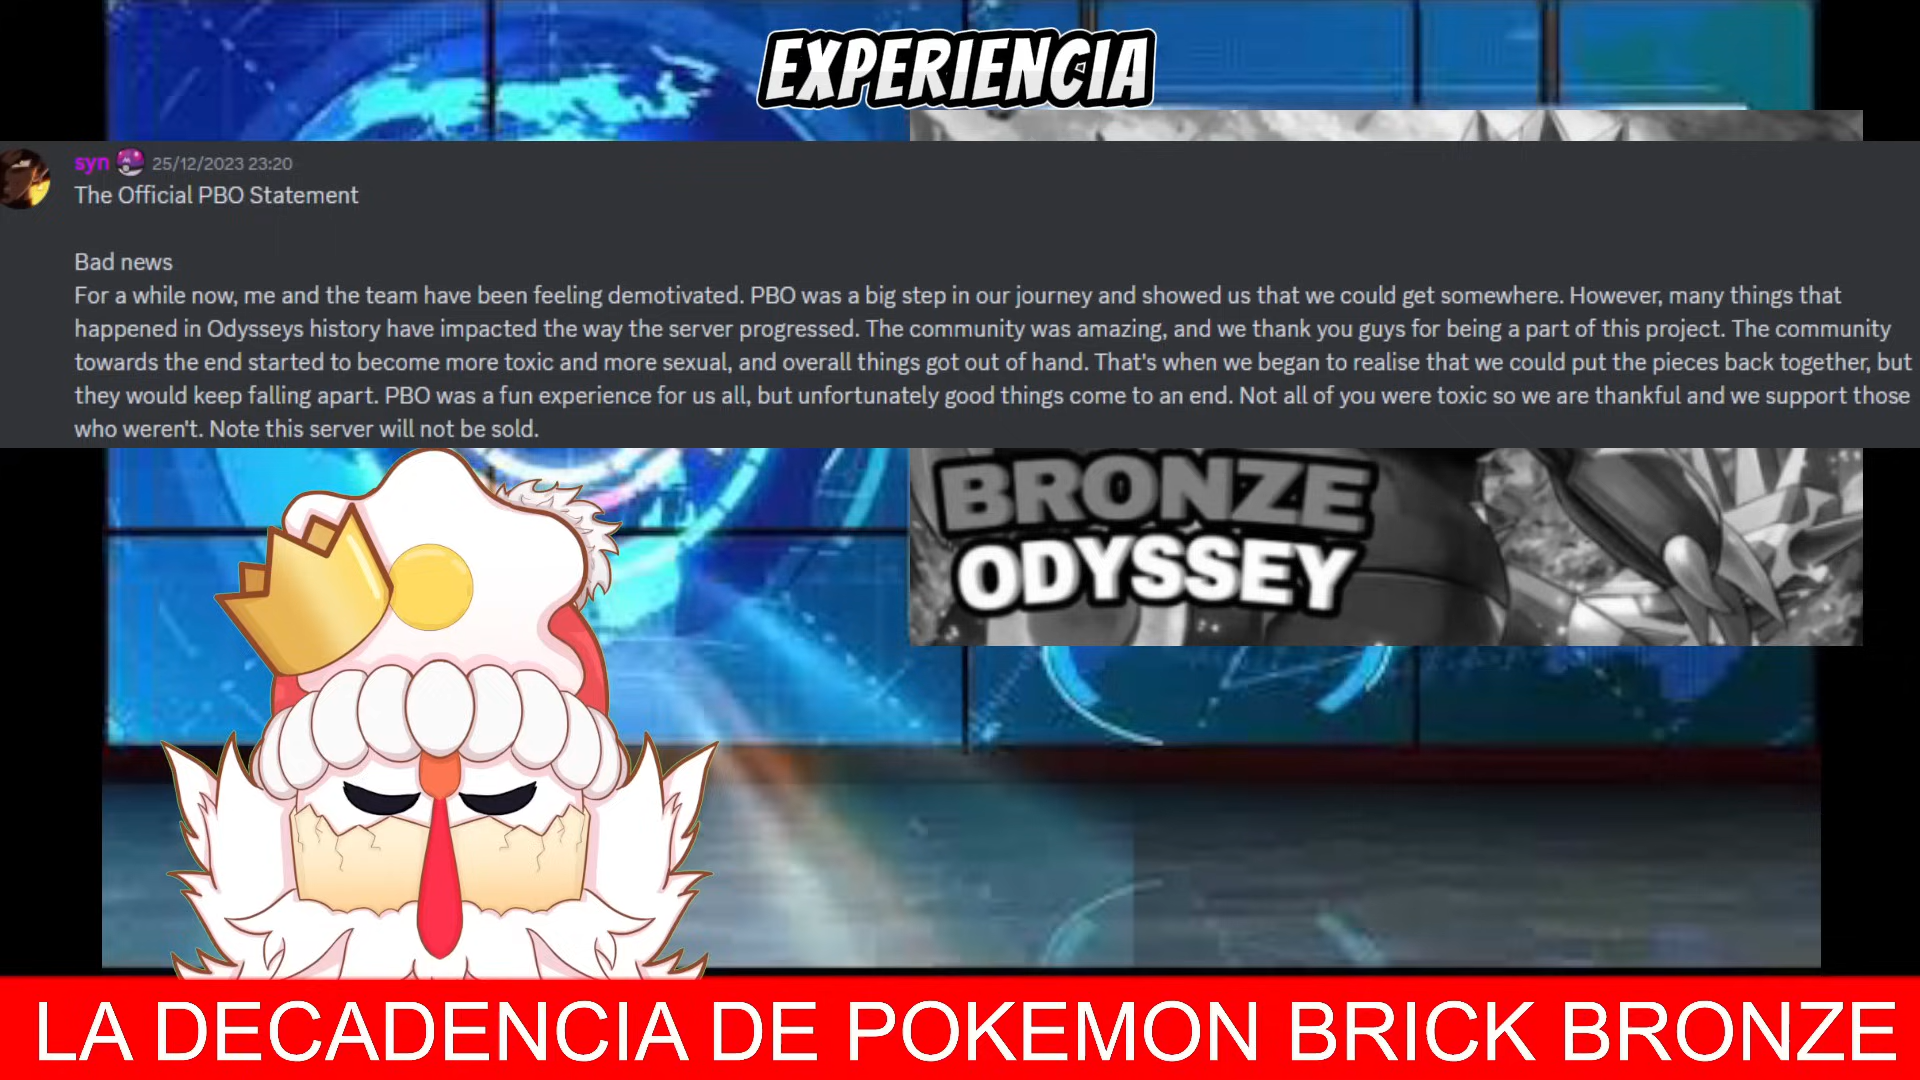 EXPERIENCIA
syn 25/12/2023 23:20
The Official PBO Statement
Bad news
For a while now, me and the team have been feeling demotivated. PBO was a big step in our journey and showed us that we could get somewhere. However, many things that
happened in Odysseys history have impacted the way the server progressed. The community was amazing, and we thank you guys for being a part of this project. The community
towards the end started to become more toxic and more sexual, and overall things got out of hand. That's when we began to realise that we could put the pieces back together, but
they would keep falling apart. PBO was a fun experience for us all, but unfortunately good things come to an end. Not all of you were toxic so we are thankful and we support those
who weren't. Note this server will not be sold.
BRONZE
ODYSSEY
LA DECADENCIA DE POKEMON BRICK BRONZE